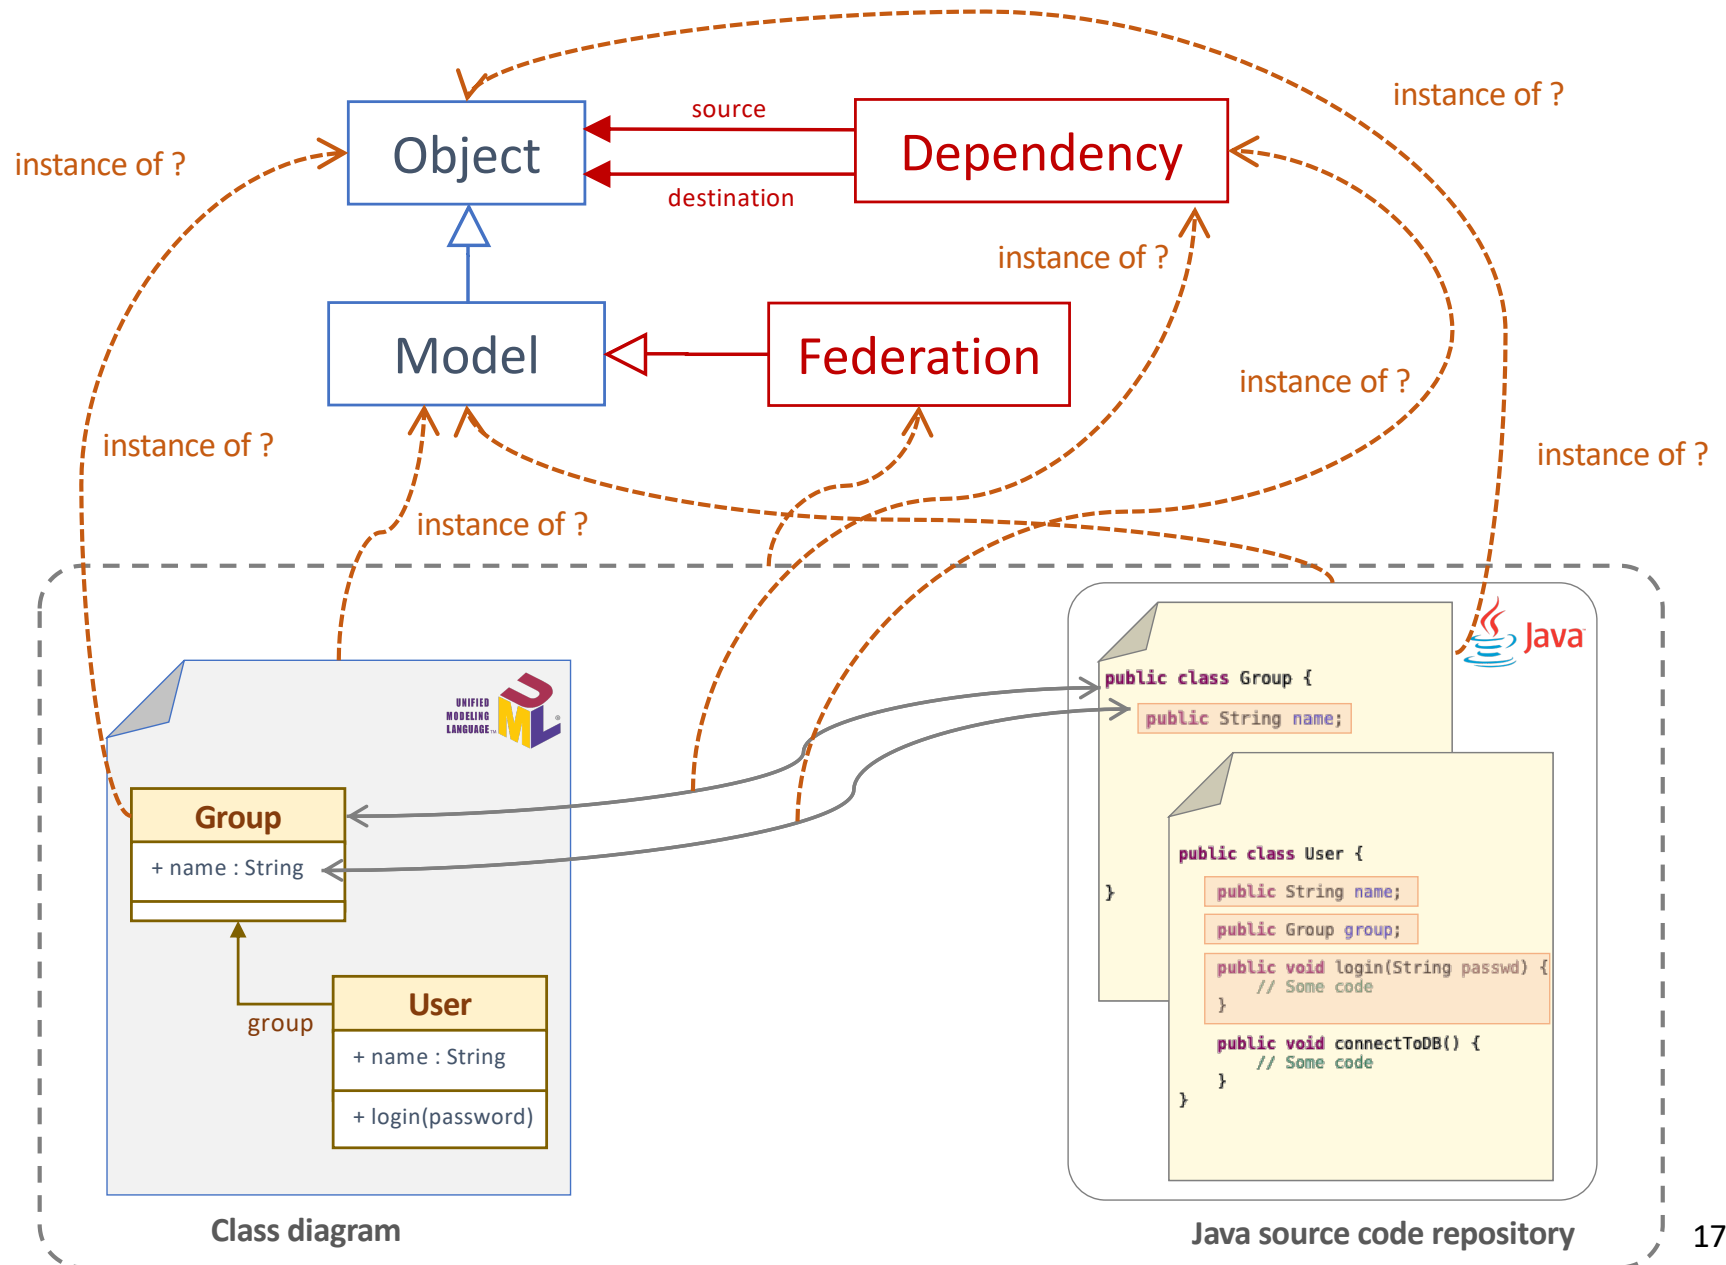 instance of ?
source
Object
Dependency
instance of ?
destination
instance of ?
Model
Federation
instance of ?
instance of ?
instance of ?
instance of ?
UNIFIED
MODELING
LANGUAGE™
UML®
Java™
public class Group {
public String name;
}
Group
+ name : String
group
User
+ name : String
+ login(password)
public class User {
public String name;
public Group group;
public void login(String passwd) {
// Some code
}
public void connectToDB() {
// Some code
}
}
Class diagram
Java source code repository
17